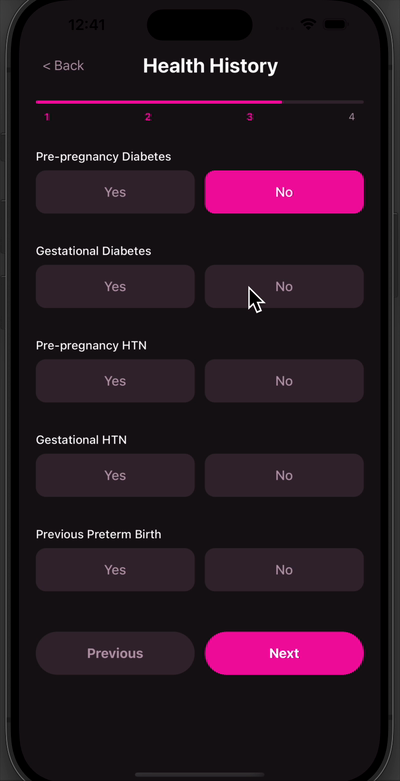 12:41
< Back
Health History
1 2 3 4
Pre-pregnancy Diabetes
Yes No
Gestational Diabetes
Yes No
Pre-pregnancy HTN
Yes No
Gestational HTN
Yes No
Previous Preterm Birth
Yes No
Previous Next